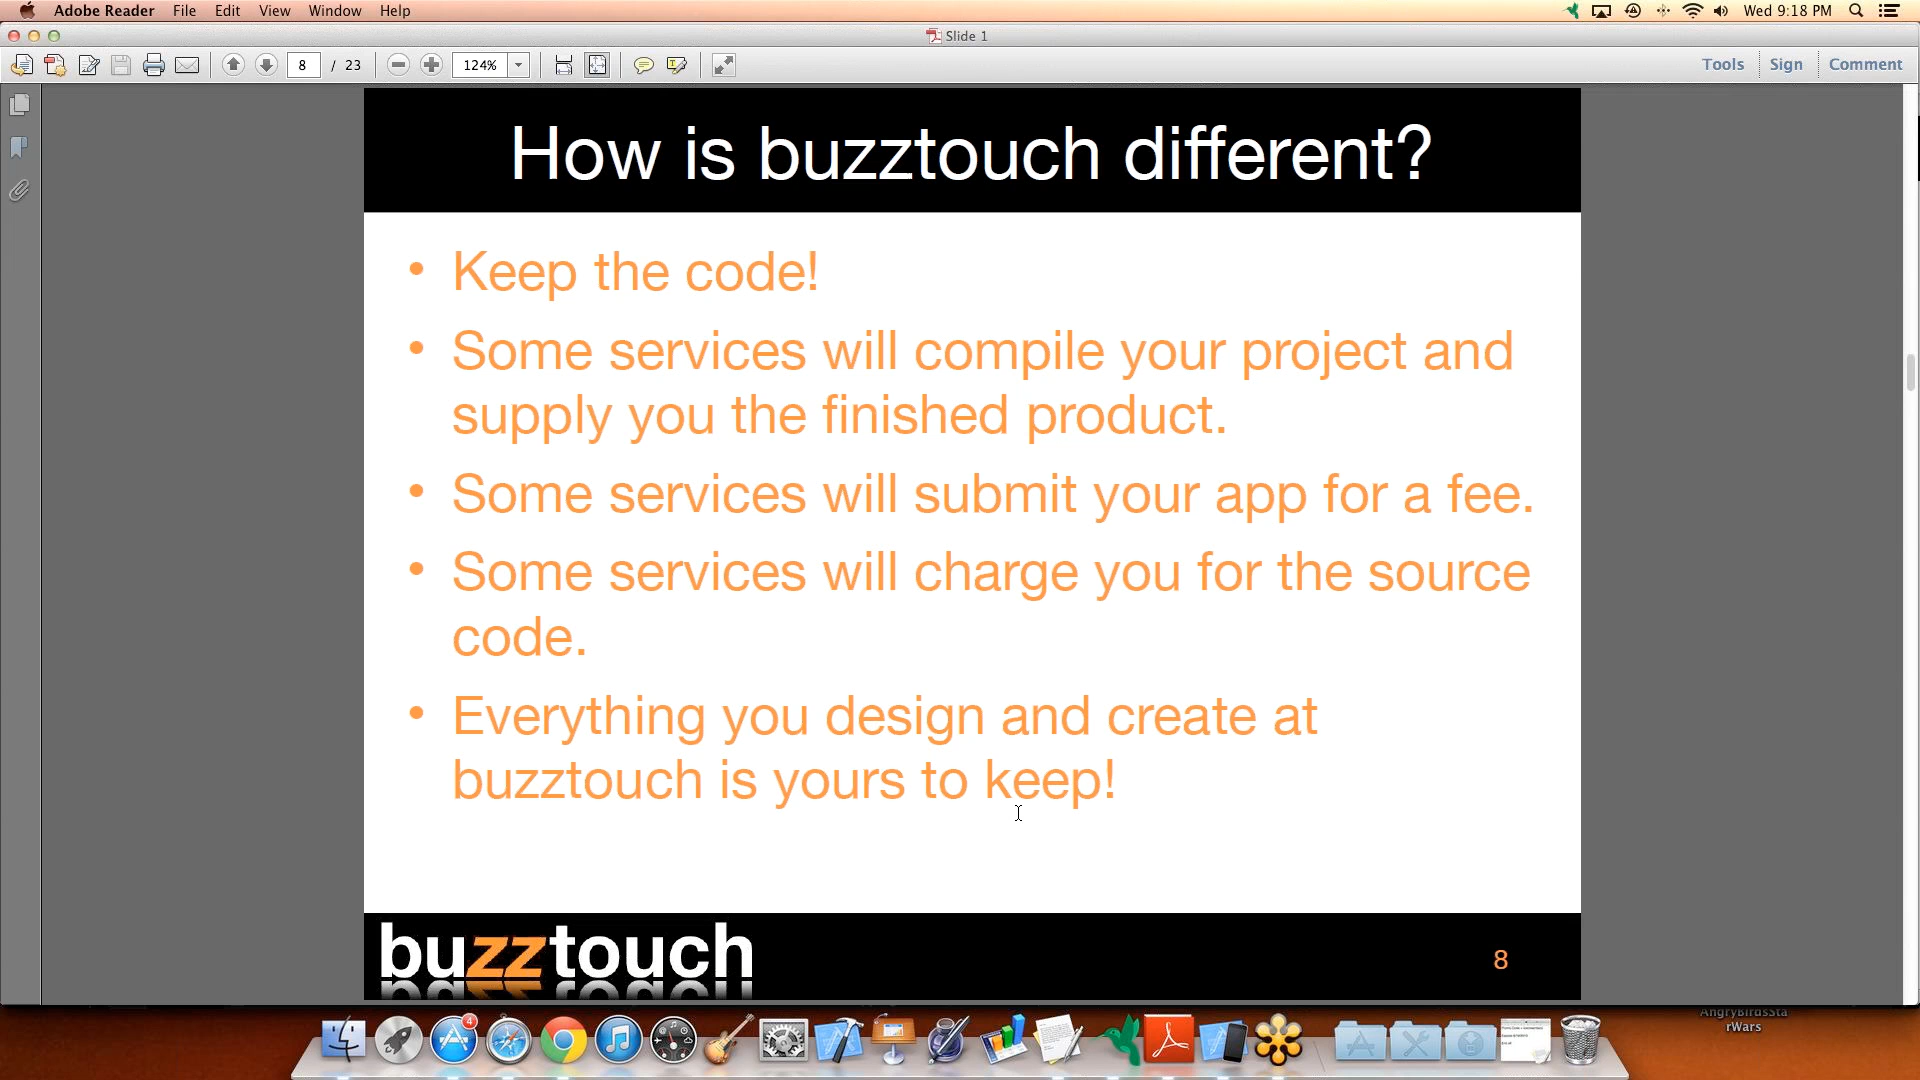 Adobe Reader File Edit View Window Help
Wed 9:18 PM
Slide 1
8 / 23
124%
Tools Sign Comment
How is buzztouch different?
• Keep the code!
• Some services will compile your project and
supply you the finished product.
• Some services will submit your app for a fee.
• Some services will charge you for the source
code.
• Everything you design and create at
buzztouch is yours to keep!
buzztouch
8
AngryBirdsSta
rWars
4